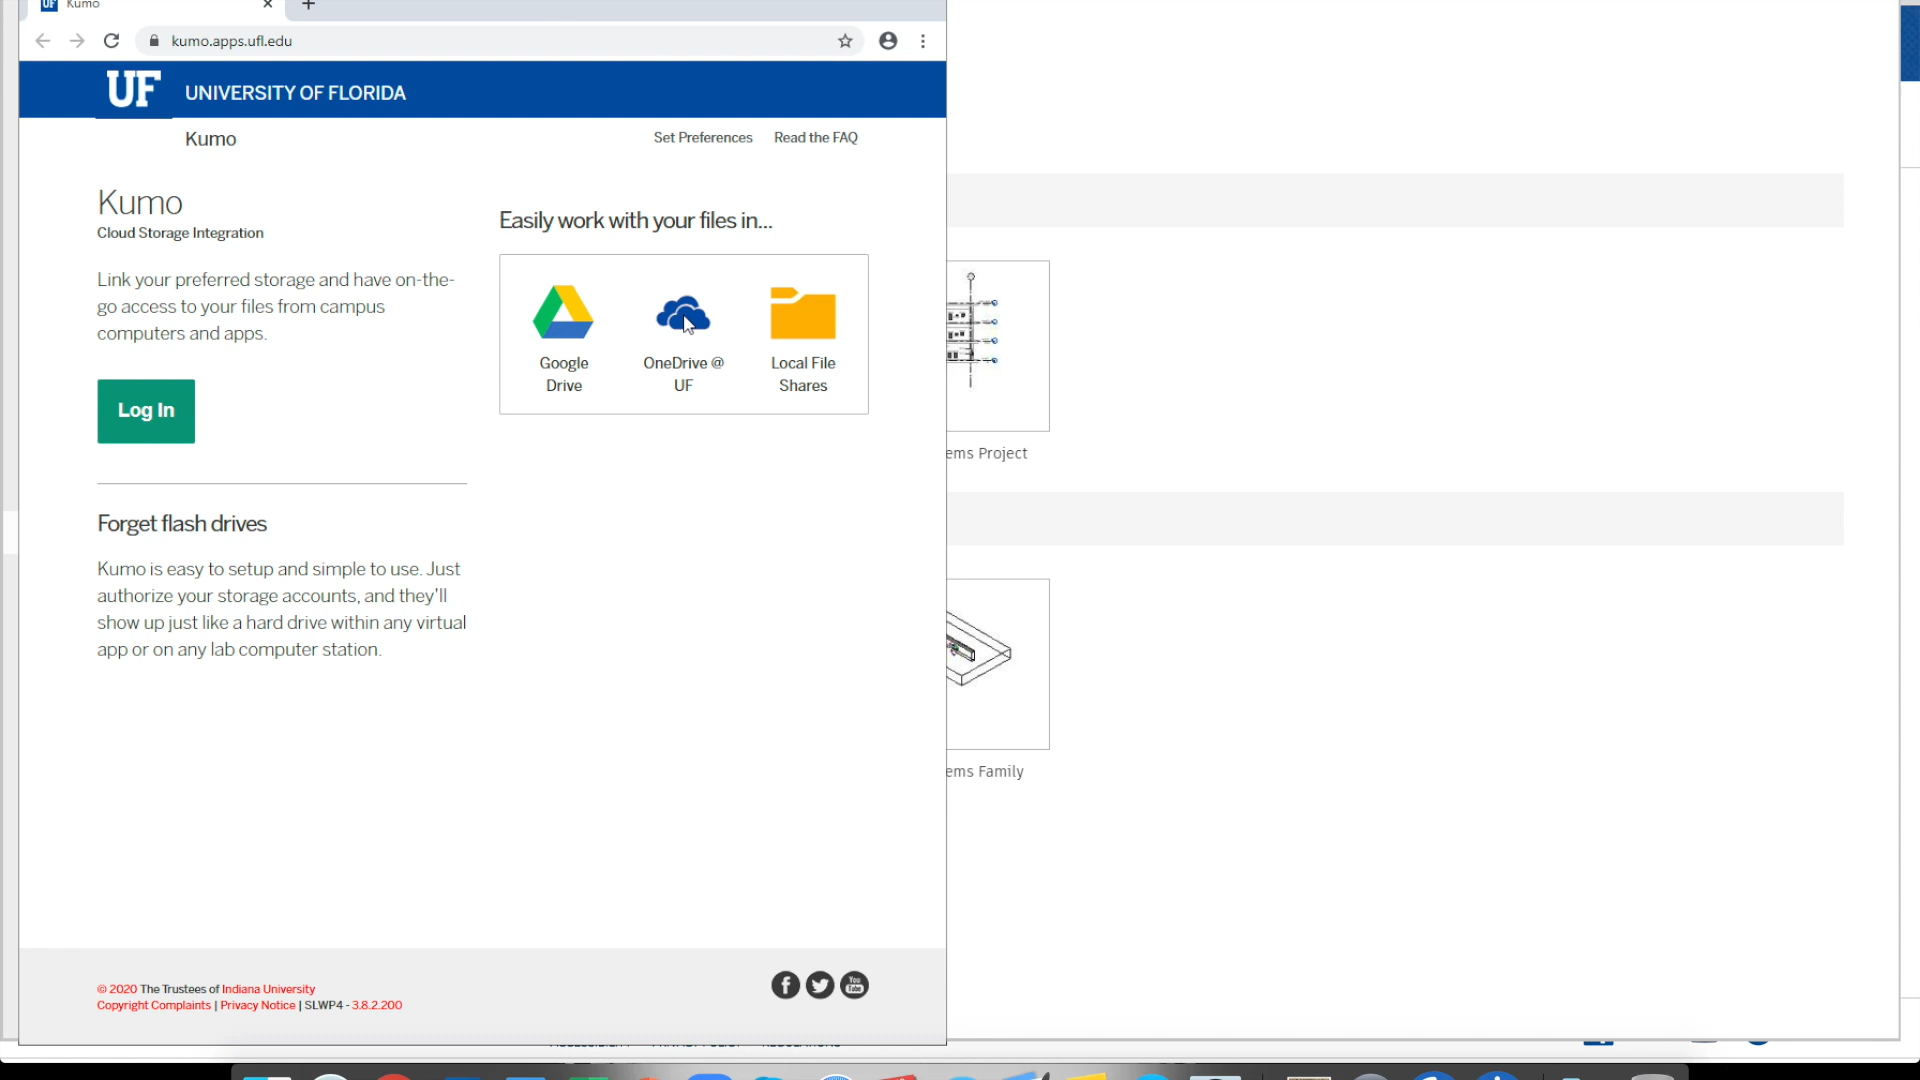 Kumo
kumo.apps.ufl.edu
UF UNIVERSITY OF FLORIDA
Kumo
Set Preferences Read the FAQ
Kumo
Cloud Storage Integration
Link your preferred storage and have on-the-
go access to your files from campus
computers and apps.
Log In
Easily work with your files in...
Google
Drive
OneDrive @
UF
Local File
Shares
Forget flash drives
Kumo is easy to setup and simple to use. Just
authorize your storage accounts, and they'll
show up just like a hard drive within any virtual
app or on any lab computer station.
© 2020 The Trustees of Indiana University
Copyright Complaints | Privacy Notice | SLWP4 - 3.8.2.200
You
Tube
ems Project
ems Family